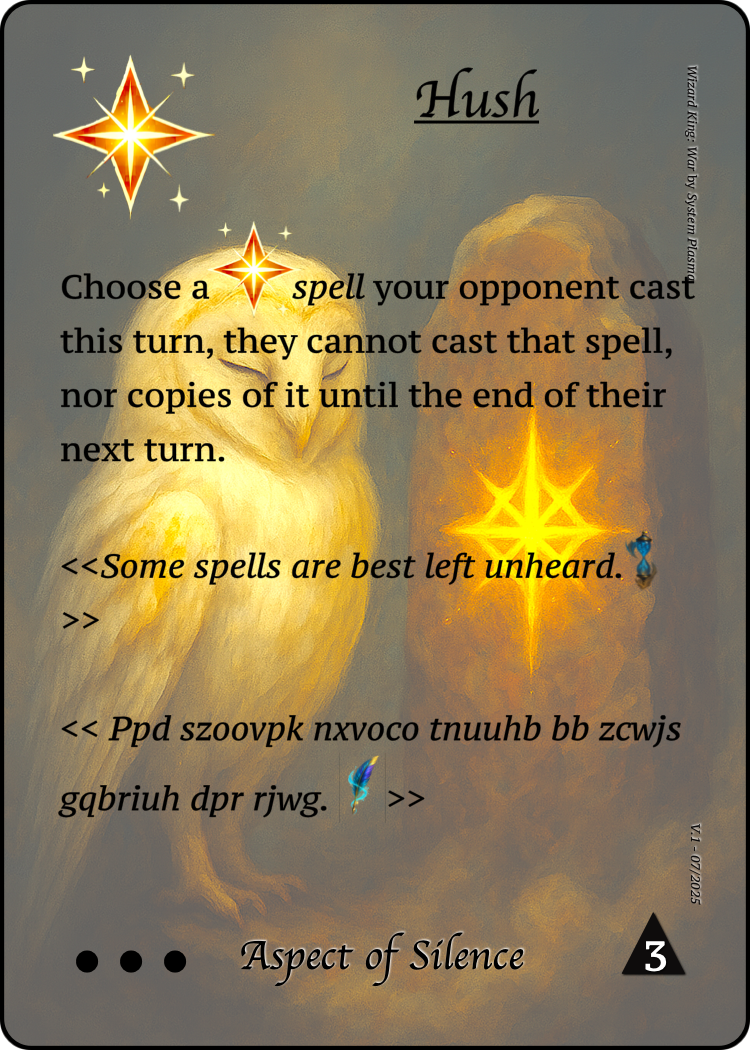 Hush
Wizard King: War by System Plasma
Choose a spell your opponent cast
this turn, they cannot cast that spell,
nor copies of it until the end of their
next turn.
<<Some spells are best left unheard.
>>
<< Ppd szoovpk nxvoco tnuuhb bb zcwjs
gqbriuh dpr rjwg. >>
V.1 - 07/2025
Aspect of Silence
3